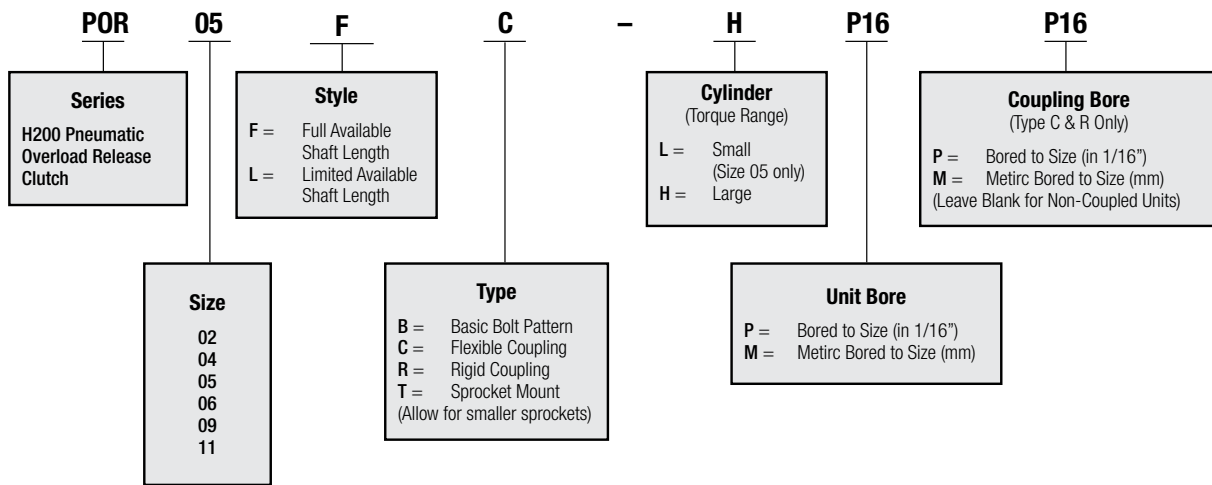 POR 05 F C – H P16 P16
Series
H200 Pneumatic
Overload Release
Clutch
Style
F = Full Available
Shaft Length
L = Limited Available
Shaft Length
Cylinder
(Torque Range)
L = Small
(Size 05 only)
H = Large
Coupling Bore
(Type C & R Only)
P = Bored to Size (in 1/16”)
M = Metirc Bored to Size (mm)
(Leave Blank for Non-Coupled Units)
Size
02
04
05
06
09
11
Type
B = Basic Bolt Pattern
C = Flexible Coupling
R = Rigid Coupling
T = Sprocket Mount
(Allow for smaller sprockets)
Unit Bore
P = Bored to Size (in 1/16”)
M = Metirc Bored to Size (mm)